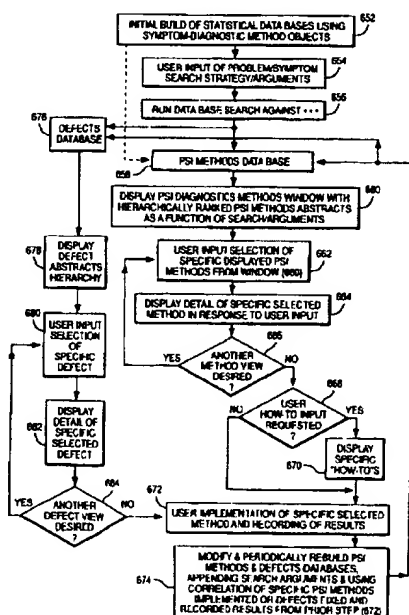 INITIAL BUILD OF STATISTICAL DATA BASES USING
SYMPTOM-DIAGNOSTIC METHOD OBJECTS
652
USER INPUT OF PROBLEM/SYMPTOM
SEARCH STRATEGY/ARGUMENTS
654
RUN DATA BASE SEARCH AGAINST • • •
656
676
DEFECTS
DATABASE
658
PSI METHODS DATA BASE
DISPLAY PSI DIAGNOSTICS METHODS WINDOW WITH
HIERARCHICALLY RANKED PSI METHODS ABSTRACTS
AS A FUNCTION OF SEARCH/ARGUMENTS
660
678
DISPLAY
DEFECT
ABSTRACTS
HIERARCHY
USER INPUT SELECTION OF
SPECIFIC DISPLAYED PSI
METHODS FROM WINDOW (660)
662
DISPLAY DETAIL OF SPECIFIC SELECTED
METHOD IN RESPONSE TO USER INPUT
664
680
USER INPUT
SELECTION
OF
SPECIFIC
DEFECT
YES
ANOTHER
METHOD VIEW
DESIRED
?
666
NO
NO
USER
HOW-TO INPUT
REQUESTED
?
668
YES
682
DISPLAY
DETAIL OF
SPECIFIC
SELECTED
DEFECT
670
DISPLAY
SPECIFIC
"HOW-TO"S
YES
ANOTHER
DEFECT VIEW
DESIRED
?
684
NO
672
USER IMPLEMENTATION OF SPECIFIC SELECTED
METHOD AND RECORDING OF RESULTS
674
MODIFY & PERIODICALLY REBUILD PSI
METHODS & DEFECTS DATABASES,
APPENDING SEARCH ARGUMENTS & USING
CORRELATION OF SPECIFIC PSI METHODS
IMPLEMENTED OR DEFECTS FIXED AND
RECORDED RESULTS FROM PRIOR STEP (672)